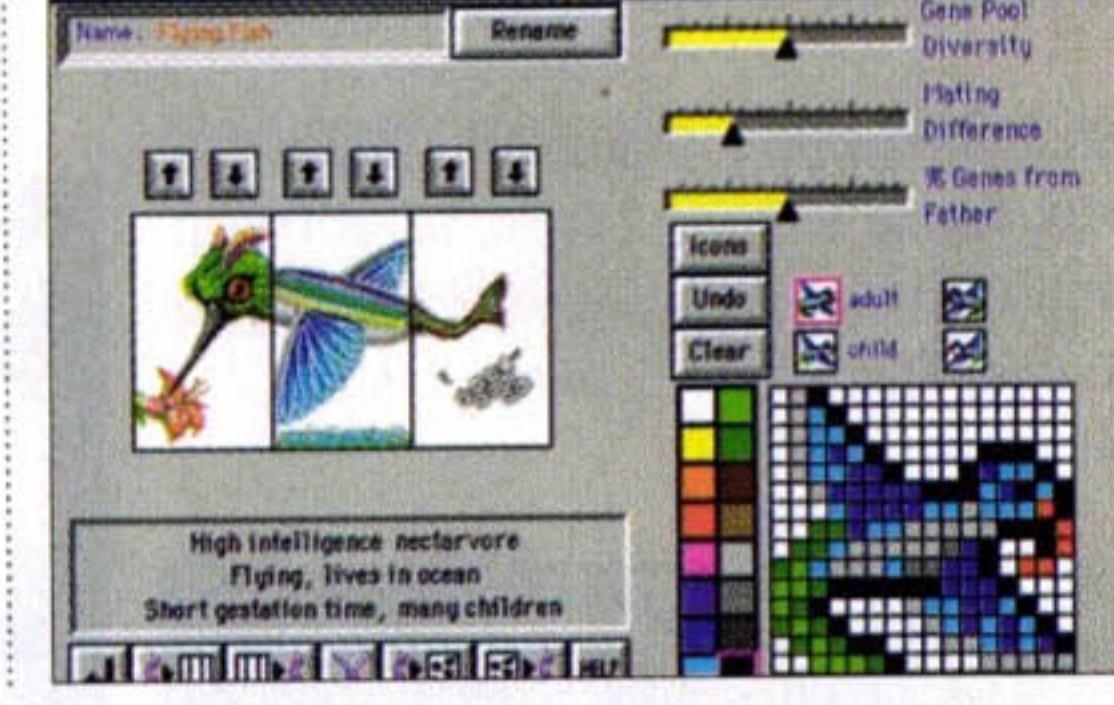 Name: Flying Fish
Rename
Gene Pool
Diversity
Mating
Difference
% Genes from
Father
Icons
Undo
Clear
adult
child
High intelligence nectarvore
Flying, lives in ocean
Short gestation time, many children
HELP